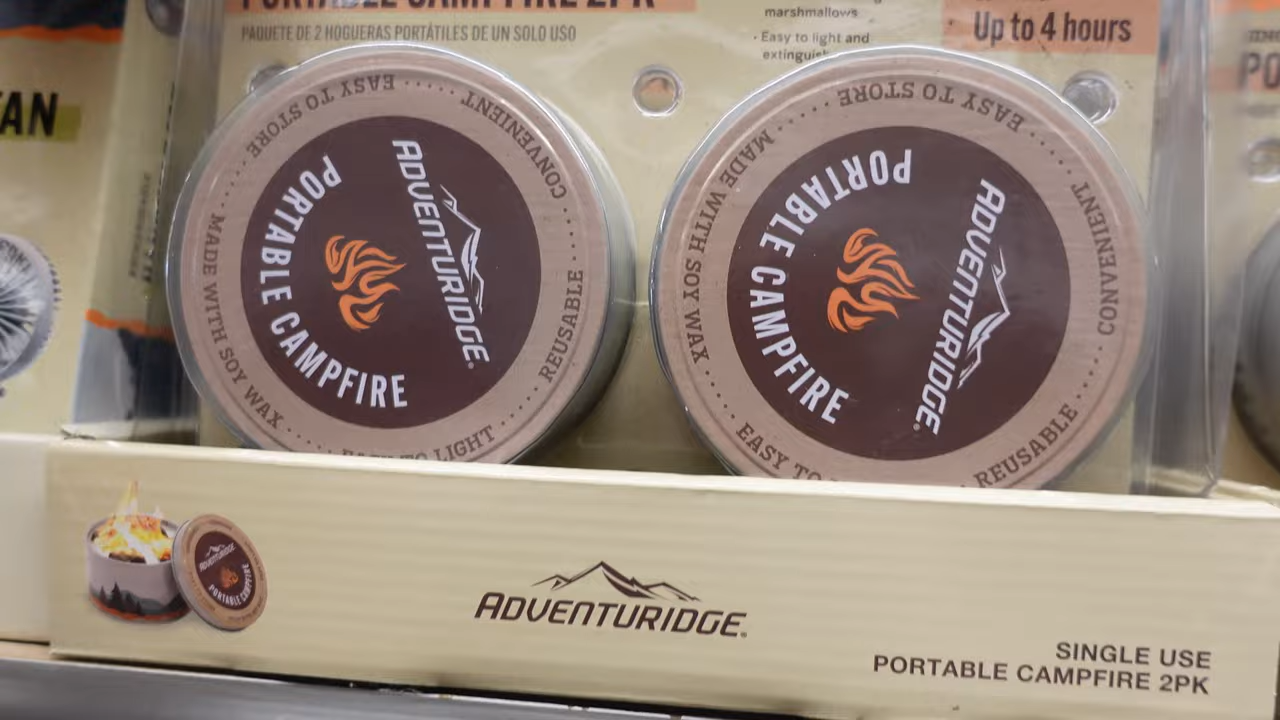 PORTABLE CAMPFIRE 2PK
PAQUETE DE 2 HOGUERAS PORTÁTILES DE UN SOLO USO
marshmallows
· Easy to light and
Up to 4 hours
TAN
PO
EASY TO STORE ····· CONVENIENT ····· REUSABLE ····· EASY TO LIGHT ····· MADE WITH SOY WAX
ADVENTURIDGE®
PORTABLE CAMPFIRE
EASY TO STORE ····· CONVENIENT ····· REUSABLE
EASY TO
MADE WITH SOY WAX
ADVENTURIDGE®
PORTABLE CAMPFIRE
ADVENTURIDGE
PORTABLE CAMPFIRE
ADVENTURIDGE®
SINGLE USE
PORTABLE CAMPFIRE 2PK